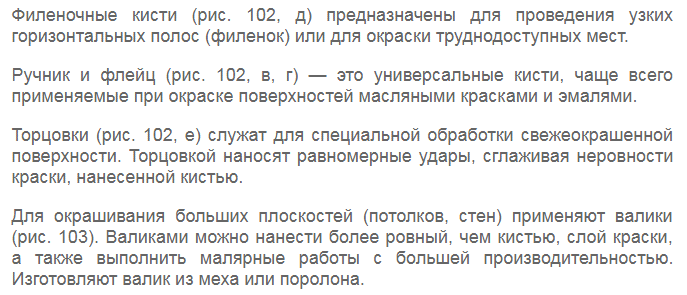 Филеночные кисти (рис. 102, д) предназначены для проведения узких
горизонтальных полос (филенок) или для окраски труднодоступных мест.
Ручник и флейц (рис. 102, в, г) — это универсальные кисти, чаще всего
применяемые при окраске поверхностей масляными красками и эмалями.
Торцовки (рис. 102, е) служат для специальной обработки свежеокрашенной
поверхности. Торцовкой наносят равномерные удары, сглаживая неровности
краски, нанесенной кистью.
Для окрашивания больших плоскостей (потолков, стен) применяют валики
(рис. 103). Валиками можно нанести более ровный, чем кистью, слой краски,
а также выполнить малярные работы с большей производительностью.
Изготовляют валик из меха или поролона.